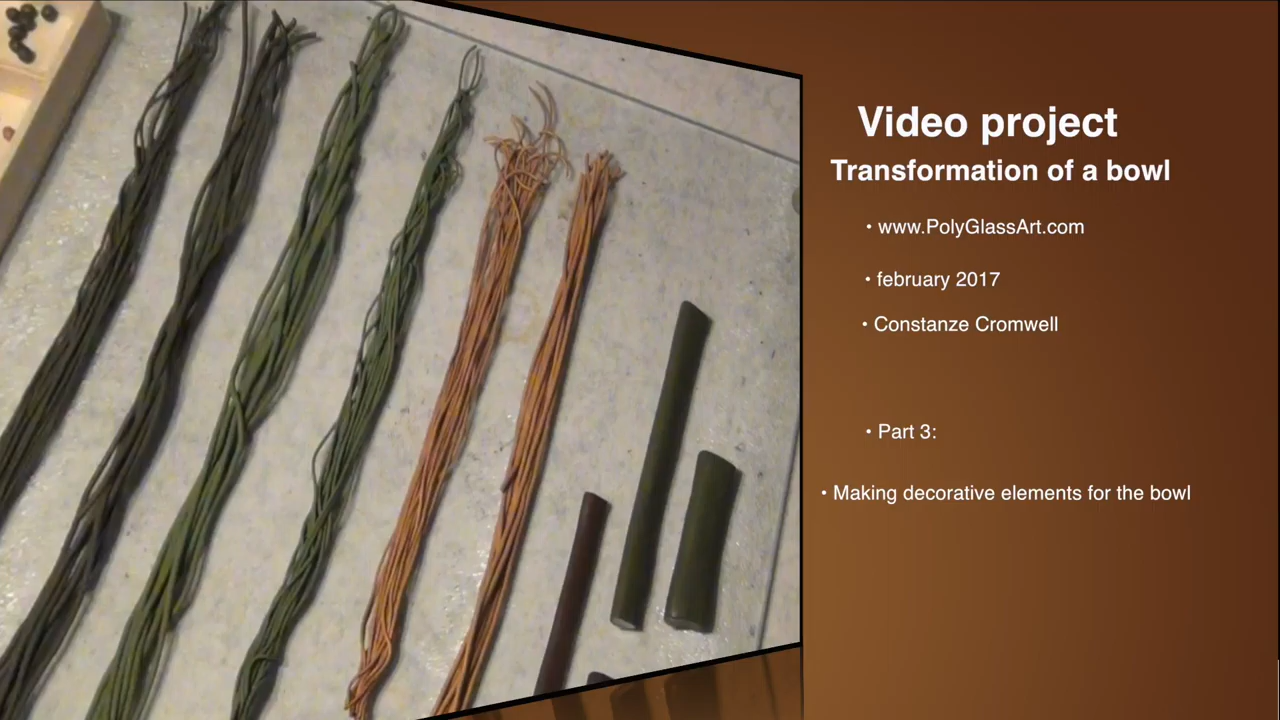 Video project
Transformation of a bowl
• www.PolyGlassArt.com
• february 2017
• Constanze Cromwell
• Part 3:
• Making decorative elements for the bowl